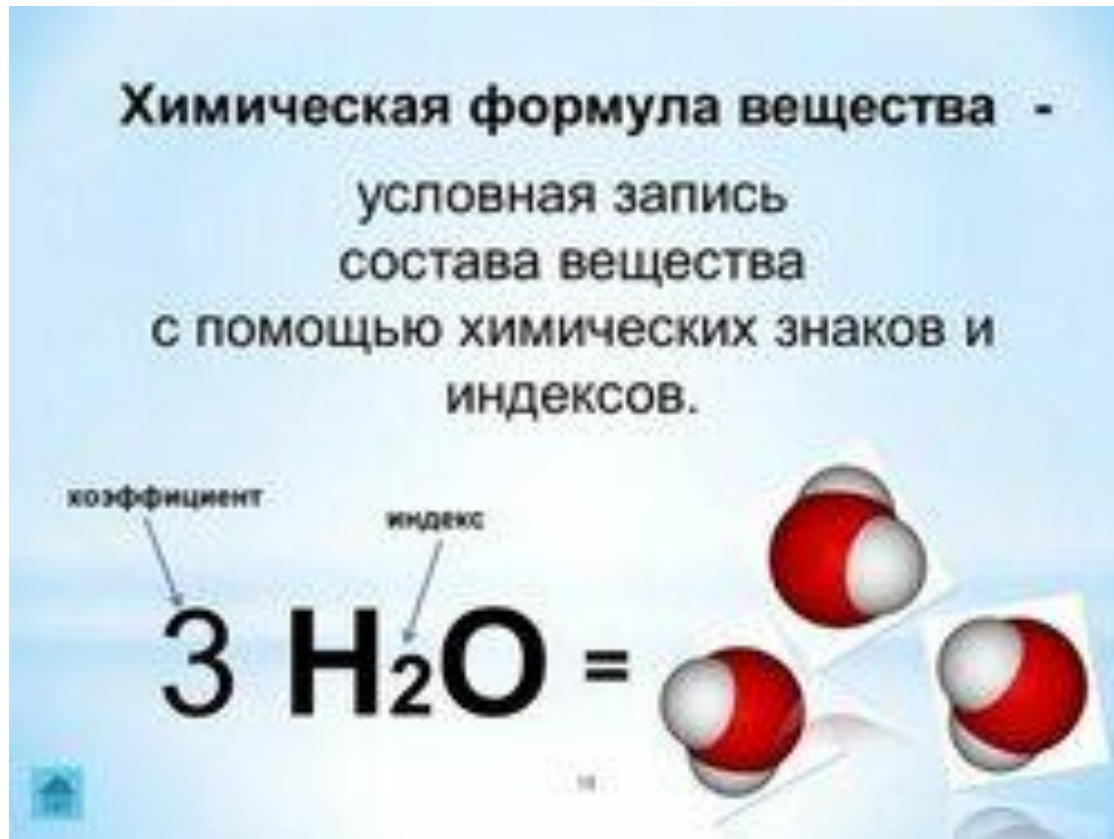 Химическая формула вещества -
условная запись
состава вещества
с помощью химических знаков и
индексов.
коэффициент
индекс
3 H2O =